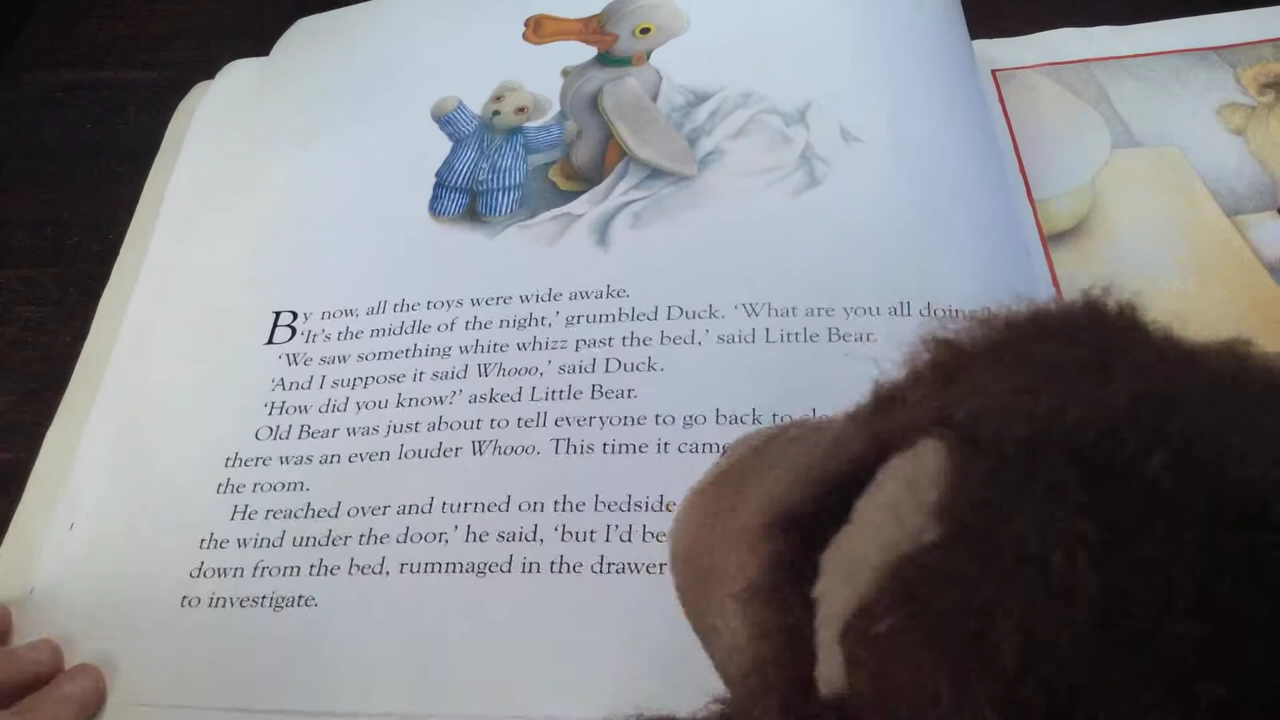 By now, all the toys were wide awake.
‘It’s the middle of the night,’ grumbled Duck. ‘What are you all doing
‘We saw something white whizz past the bed,’ said Little Bear.
‘And I suppose it said Whooo,’ said Duck.
‘How did you know?’ asked Little Bear.
Old Bear was just about to tell everyone to go back to
there was an even louder Whooo. This time it came
the room.
He reached over and turned on the bedside
the wind under the door,’ he said, ‘but I’d be
down from the bed, rummaged in the drawer
to investigate.